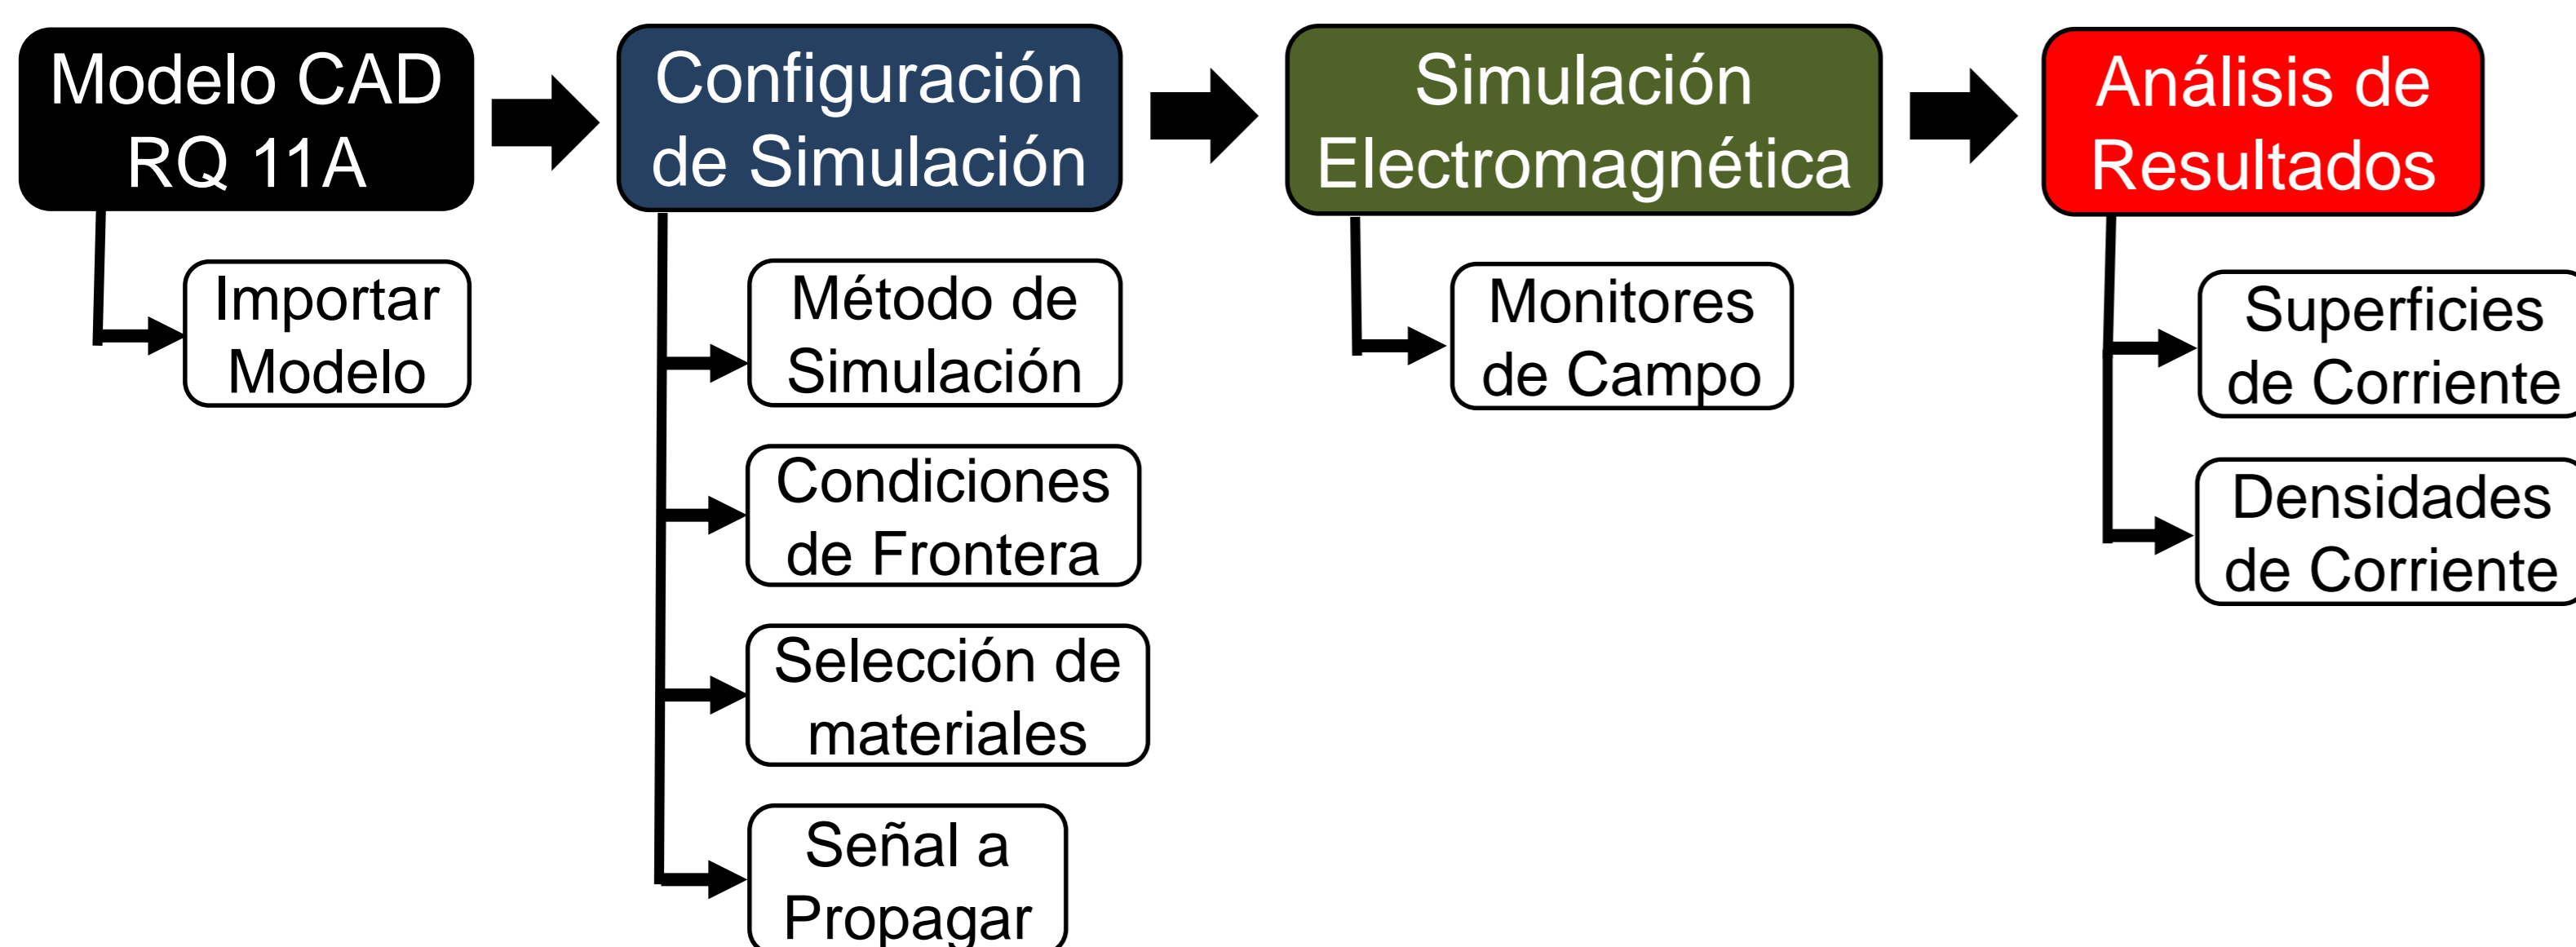 Modelo CAD
RQ 11A
Importar
Modelo
Configuración
de Simulación
Método de
Simulación
Condiciones
de Frontera
Selección de
materiales
Señal a
Propagar
Simulación
Electromagnética
Monitores
de Campo
Análisis de
Resultados
Superficies
de Corriente
Densidades
de Corriente